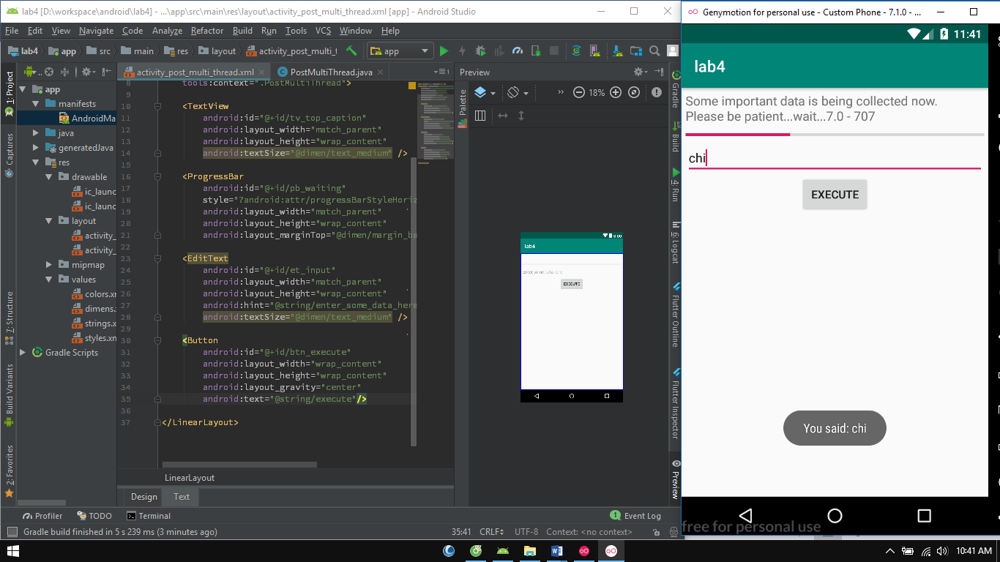 lab4 [D:\workspace\android\lab4] - ...\app\src\main\res\layout\activity_post_multi_thread.xml [app] - Android Studio
File Edit View Navigate Code Analyze Refactor Build Run Tools VCS Window Help
lab4 app src main res layout activity_post_multi_t app
1: Project
Captures
7: Structure
Build Variants
2: Favorites
app
manifests
AndroidMa
java
generatedJava
res
drawable
ic_launc
ic_launc
layout
activity_
activity_
mipmap
values
colors.xm
dimens.
strings.x
styles.xm
Gradle Scripts
activity_post_multi_thread.xml PostMultiThread.java
8 tools:context=".PostMultiThread">
9
10 <TextView
11 android:id="@+id/tv_top_caption"
12 android:layout_width="match_parent"
13 android:layout_height="wrap_content"
14 android:textSize="@dimen/text_medium" />
15
16 <ProgressBar
17 android:id="@+id/pb_waiting"
18 style="?android:attr/progressBarStyleHoriz
19 android:layout_width="match_parent"
20 android:layout_height="wrap_content"
21 android:layout_marginTop="@dimen/margin_ba
22
23 <EditText
24 android:id="@+id/et_input"
25 android:layout_width="match_parent"
26 android:layout_height="wrap_content"
27 android:hint="@string/enter_some_data_here
28 android:textSize="@dimen/text_medium" />
29
30 <Button
31 android:id="@+id/btn_execute"
32 android:layout_width="wrap_content"
33 android:layout_height="wrap_content"
34 android:layout_gravity="center"
35 android:text="@string/execute"/>
36
37 </LinearLayout>
LinearLayout
Design Text
Preview
Palette
18%
8:00
lab4
Enter some data here
EXECUTE
Gradle
Build
4: Run
6: Logcat
Flutter Outline
Flutter Inspector
Preview
Profiler TODO Terminal
1 Event Log
Gradle build finished in 5 s 239 ms (3 minutes ago)
35:41 CRLF UTF-8 Context: <no context>
Genymotion for personal use - Custom Phone - 7.1.0 - ...
11:41
lab4
Some important data is being collected now.
Please be patient...wait...7.0 - 707
chi
EXECUTE
You said: chi
free for personal use
10:41 AM